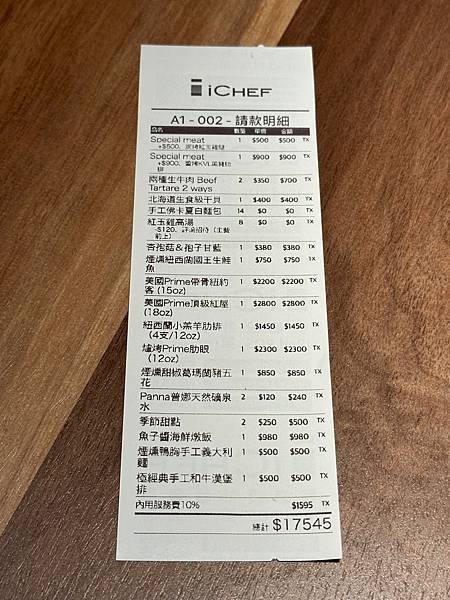 iCHEF
A1 - 002 - 請款明細
品名 數量 單價 金額
Special meat 1 $500 $500 TX
+$500,
Special meat 1 $900 $900 TX
+$900,
排
兩種生牛肉 Beef 2 $350 $700 TX
Tartare 2 ways
北海道生食級干貝 1 $400 $400 TX
手工佛卡夏白麵包 14 $0 $0 TX
紅玉雞高湯 8 $0 $0 TX
-$120,
前上)
杏孢菇&孢子甘藍 1 $380 $380 TX
煙燻紐西蘭國王生鮭 1 $750 $750 TX
魚
美國Prime帶骨紐約 1 $2200 $2200 TX
客 (15oz)
美國Prime頂級紅屋 1 $2800 $2800 TX
(18oz)
紐西蘭小羔羊肋排 1 $1450 $1450 TX
(4支/12oz)
爐烤Prime肋眼 1 $2300 $2300 TX
(12oz)
煙燻甜椒葛瑪蘭豬五 1 $850 $850 TX
花
Panna普娜天然礦泉 2 $120 $240 TX
水
季節甜點 2 $250 $500 TX
魚子醬海鮮燉飯 1 $980 $980 TX
煙燻鴨胸手工義大利 1 $500 $500 TX
麵
極經典手工和牛漢堡 1 $500 $500 TX
排
內用服務費10% $1595 TX
總計 $17545